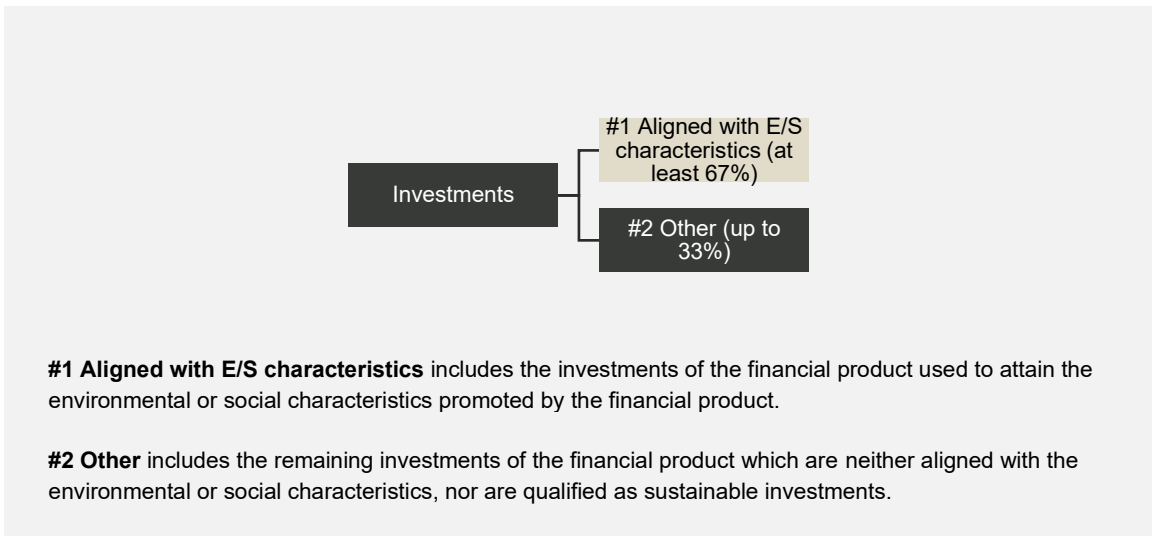 #1 Aligned with E/S
characteristics (at
least 67%)
Investments
#2 Other (up to
33%)
#1 Aligned with E/S characteristics includes the investments of the financial product used to attain the
environmental or social characteristics promoted by the financial product.
#2 Other includes the remaining investments of the financial product which are neither aligned with the
environmental or social characteristics, nor are qualified as sustainable investments.